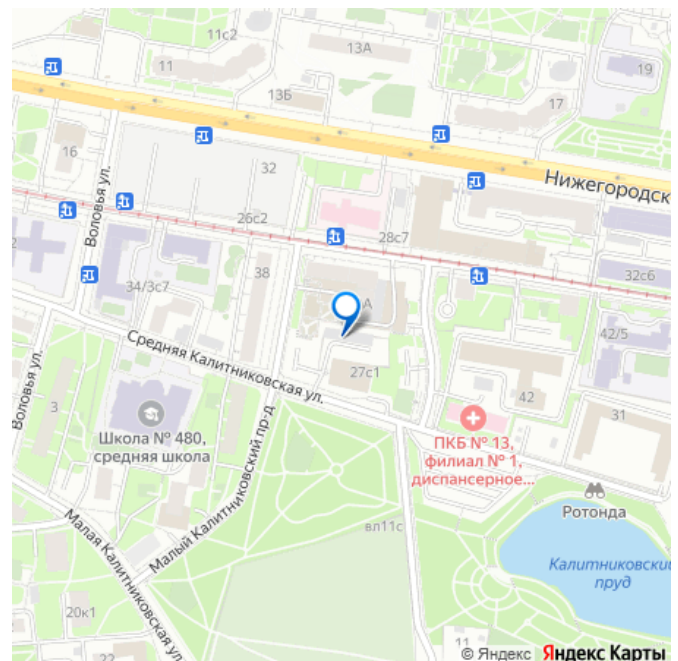 11с2
13А
11
19
13Б
17
16
32
Нижегородск
Воловья ул.
26с2
28с7
2
34/3с7
38
32с6
А
42/5
Средняя Калитниковская ул.
27с1
Воловья ул.
3
42
31
Школа № 480,
средняя школа
ПКБ № 13,
филиал № 1,
диспансерное...
Малый Калитниковский пр-д
Ротонда
вл11с
Малая Калитниковская ул.
Калитниковский
пруд
20к1
22
11
© Яндекс Яндекс Карты